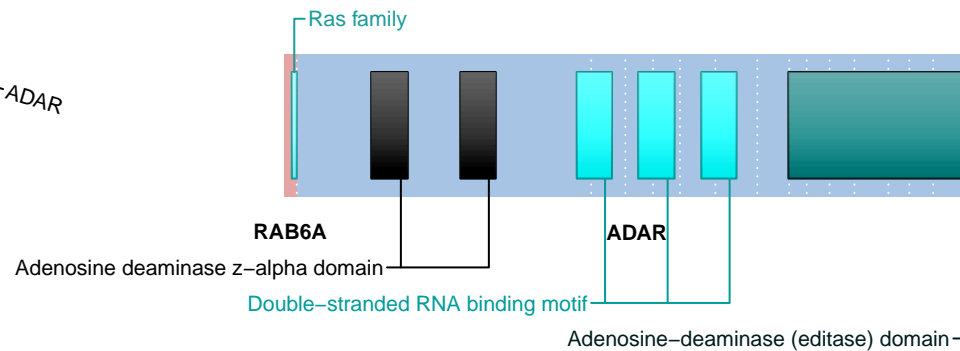 Ras family
ADAR
RAB6A
ADAR
Adenosine deaminase z−alpha domain
Double−stranded RNA binding motif
Adenosine−deaminase (editase) domain